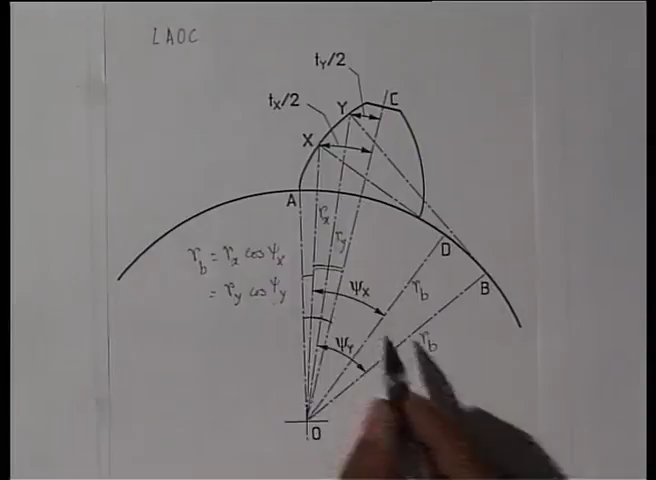 LAOC
tY/2
tX/2
Y
C
X
A
rx
ry
rb = rx cos ψx
= ry cos ψy
D
B
ψX
rb
ψY
rb
O